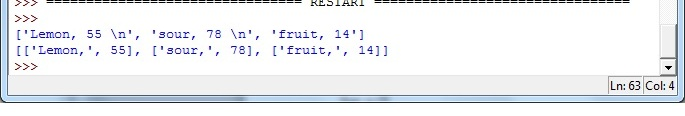 >>> ================================ RESTART ================================
>>>
['Lemon, 55 \n', 'sour, 78 \n', 'fruit, 14']
[['Lemon,', 55], ['sour,', 78], ['fruit,', 14]]
>>>
Ln: 63 Col: 4